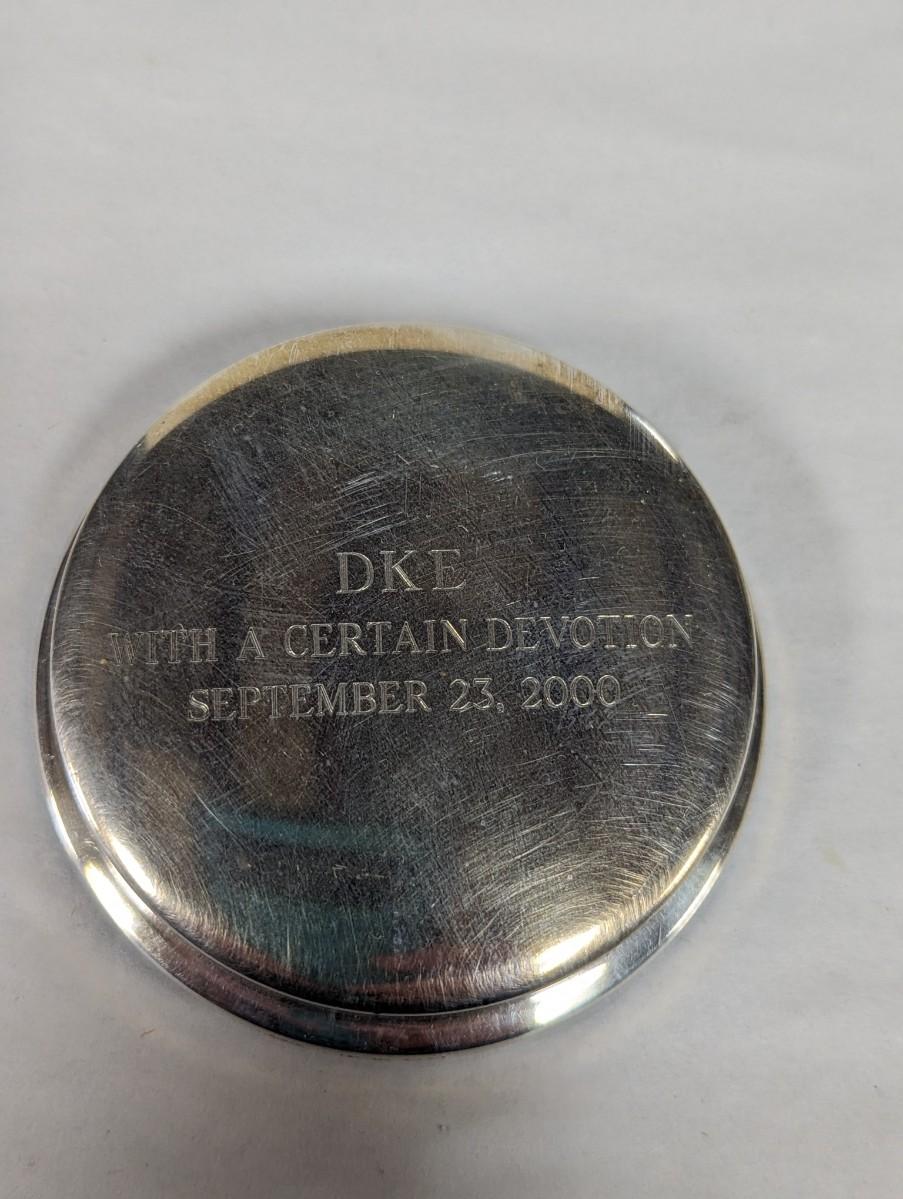 DKE
WITH A CERTAIN DEVOTION
SEPTEMBER 23, 2000